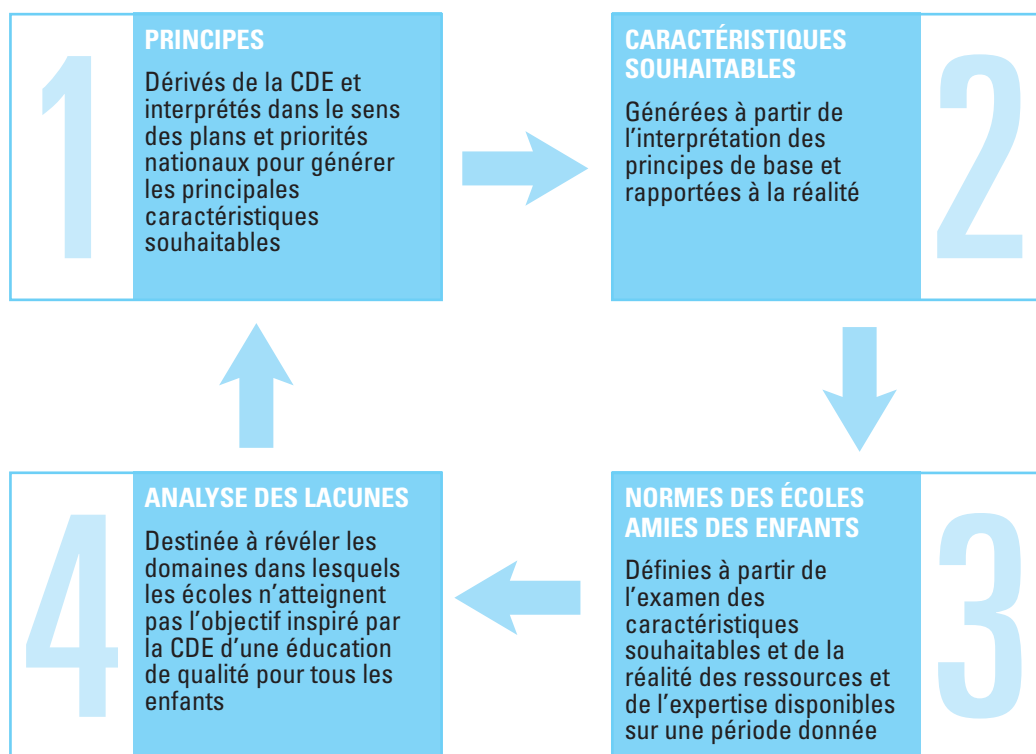 1
PRINCIPES
Dérivés de la CDE et
interprétés dans le sens
des plans et priorités
nationaux pour générer
les principales
caractéristiques
souhaitables
CARACTÉRISTIQUES
SOUHAITABLES
Générées à partir de
l’interprétation des
principes de base et
rapportées à la réalité
2
NORMES DES ÉCOLES
AMIES DES ENFANTS
Définies à partir de
l’examen des
caractéristiques
souhaitables et de la
réalité des ressources et
de l’expertise disponibles
sur une période donnée
3
4
ANALYSE DES LACUNES
Destinée à révéler les
domaines dans lesquels
les écoles n’atteignent
pas l’objectif inspiré par
la CDE d’une éducation
de qualité pour tous les
enfants